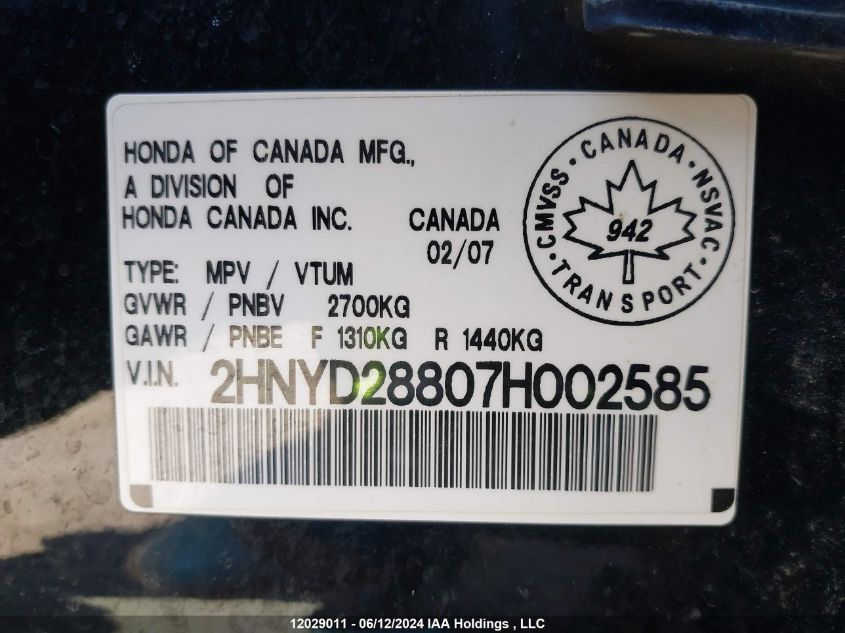 HONDA OF CANADA MFG.,
A DIVISION OF
HONDA CANADA INC. CANADA
02/07
TYPE: MPV / VTUM
GVWR / PNBV 2700KG
GAWR / PNBE F 1310KG R 1440KG
V.I.N. 2HNYD28807H002585
CMVSS · CANADA · NSVAC ·
942
TRANSPORT
12029011 - 06/12/2024 IAA Holdings , LLC